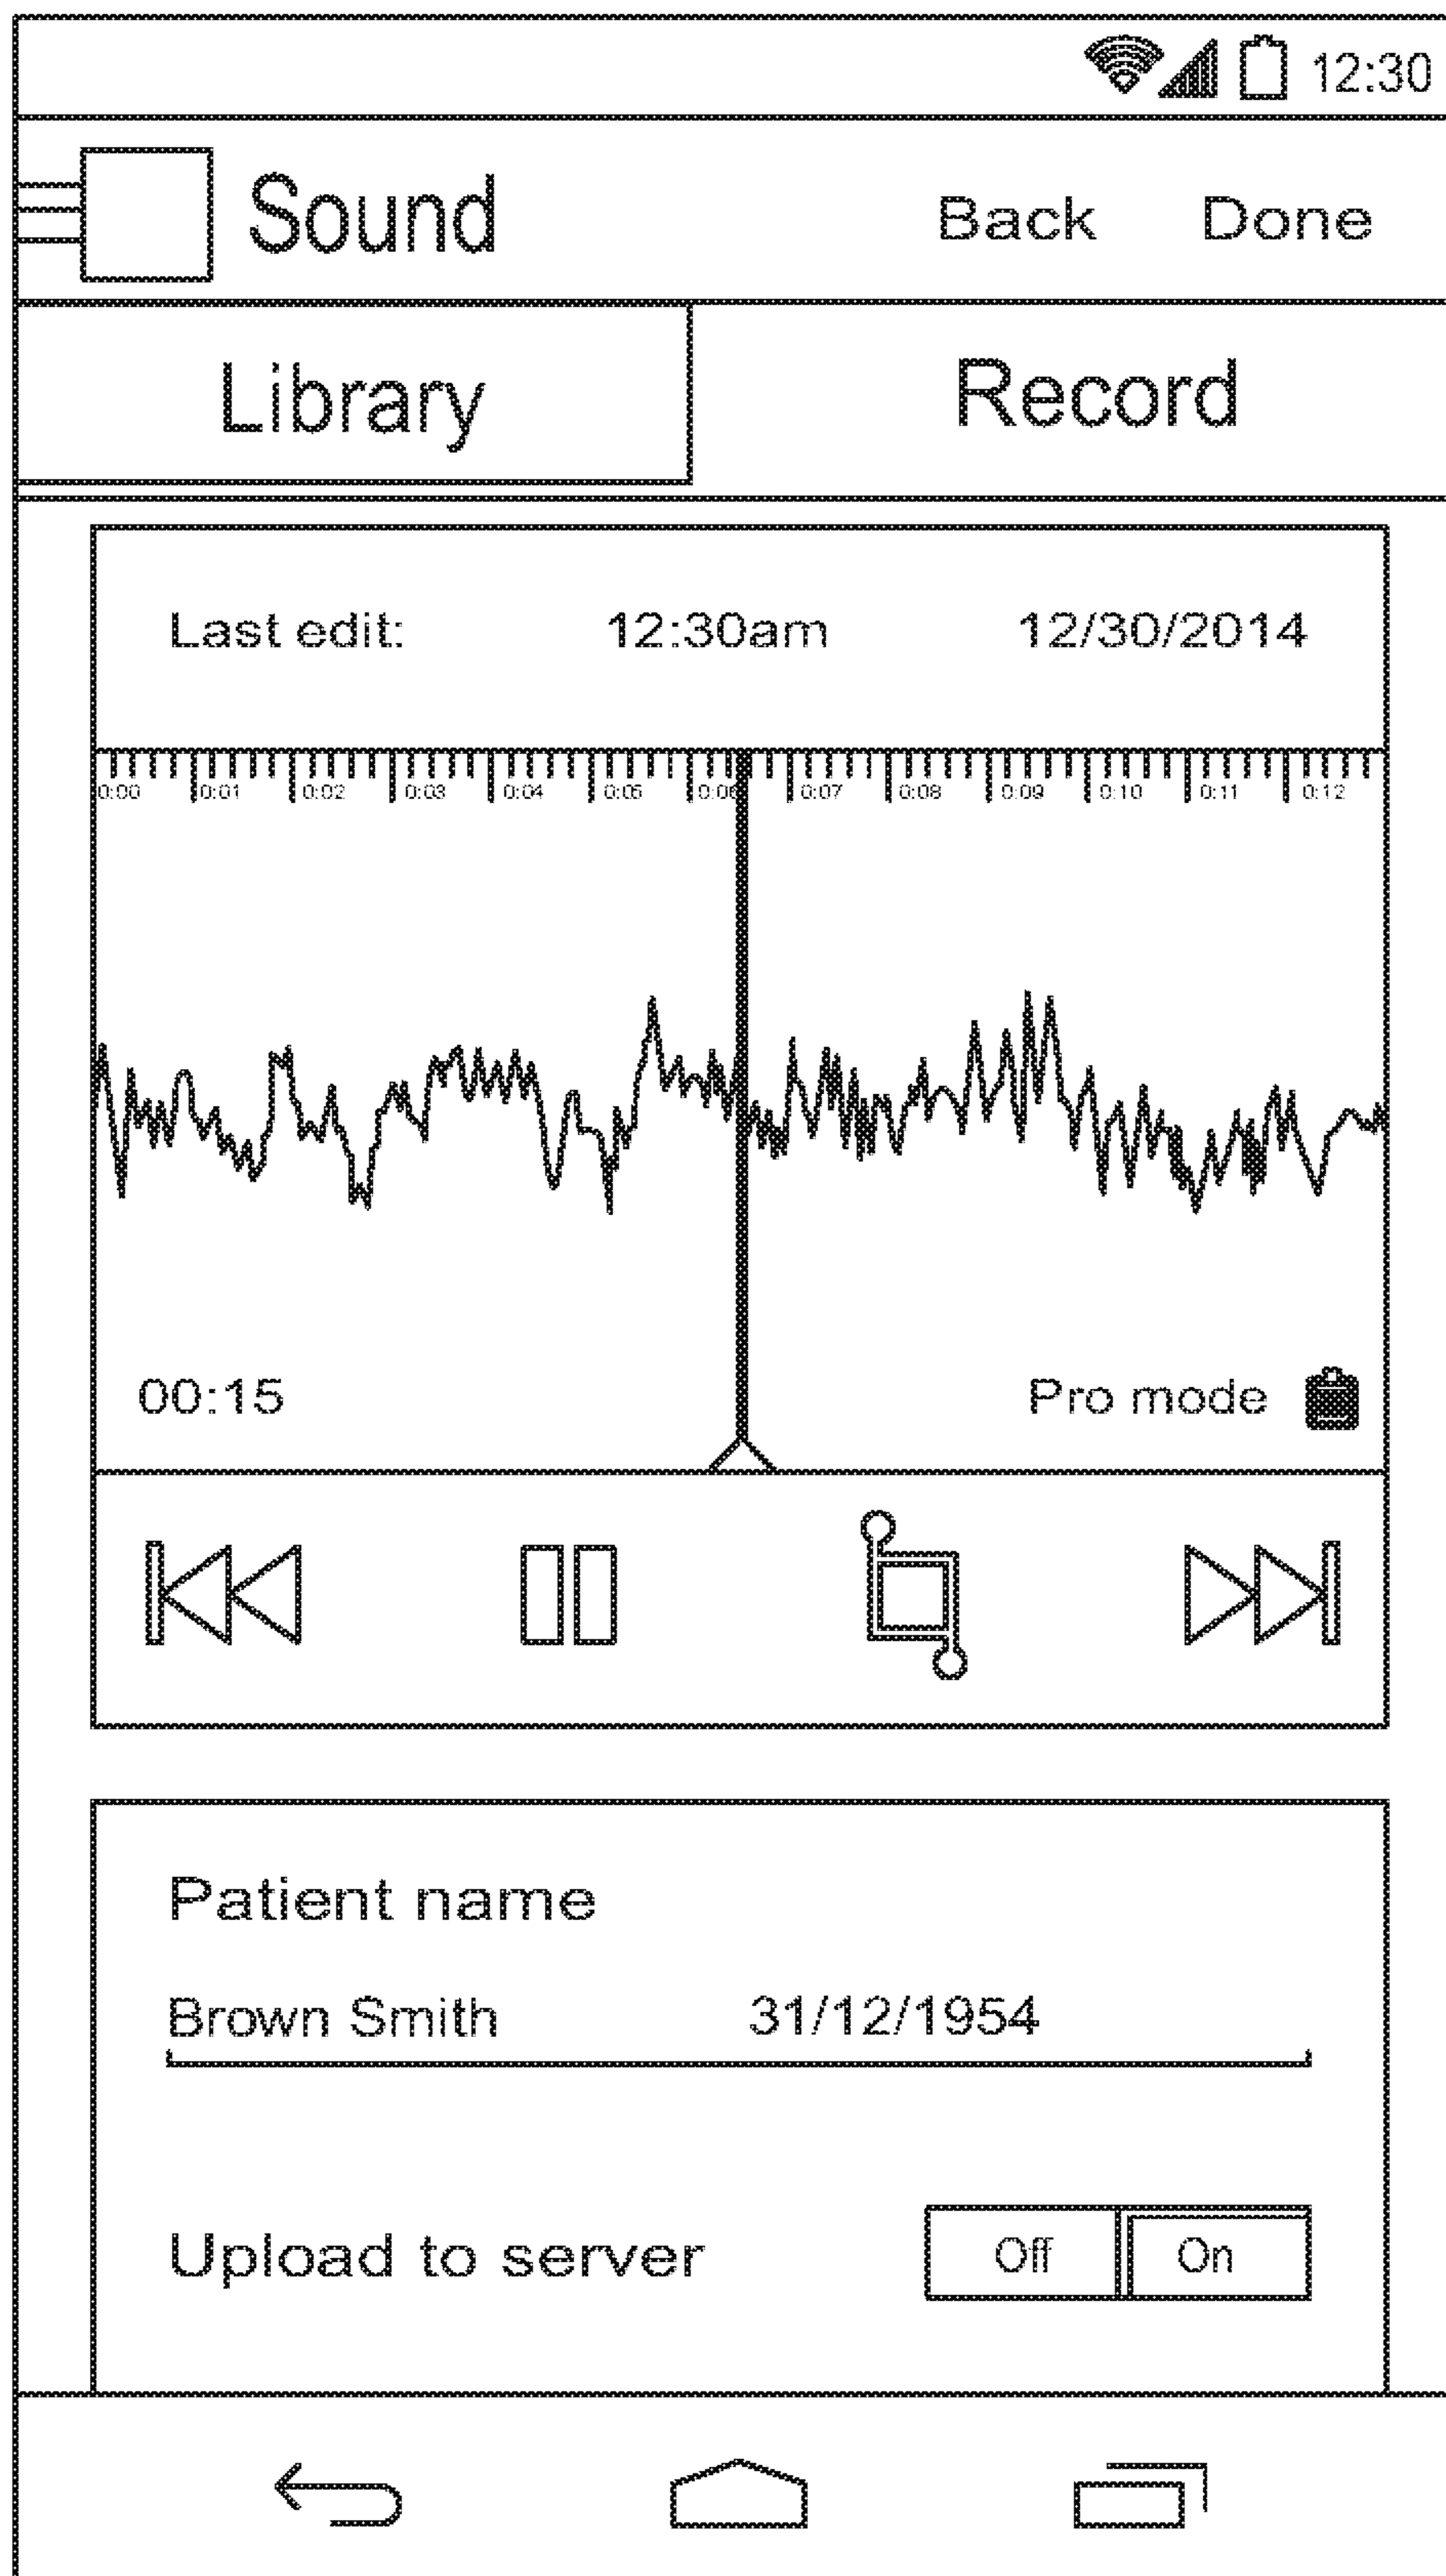 12:30
Sound Back Done
Library Record
Last edit: 12:30am 12/30/2014
0:00 0:01 0:02 0:03 0:04 0:05 0:06 0:07 0:08 0:09 0:10 0:11 0:12
00:15 Pro mode
Patient name
Brown Smith 31/12/1954
Upload to server Off On